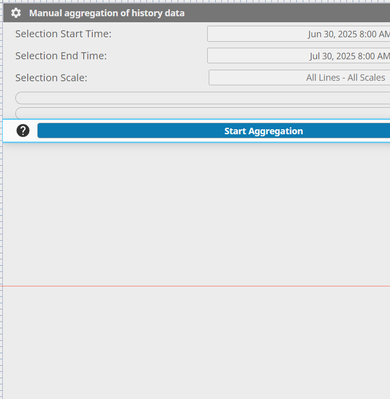 Manual aggregation of history data
Selection Start Time: Jun 30, 2025 8:00 AM
Selection End Time: Jul 30, 2025 8:00 AM
Selection Scale: All Lines - All Scales
? Start Aggregation